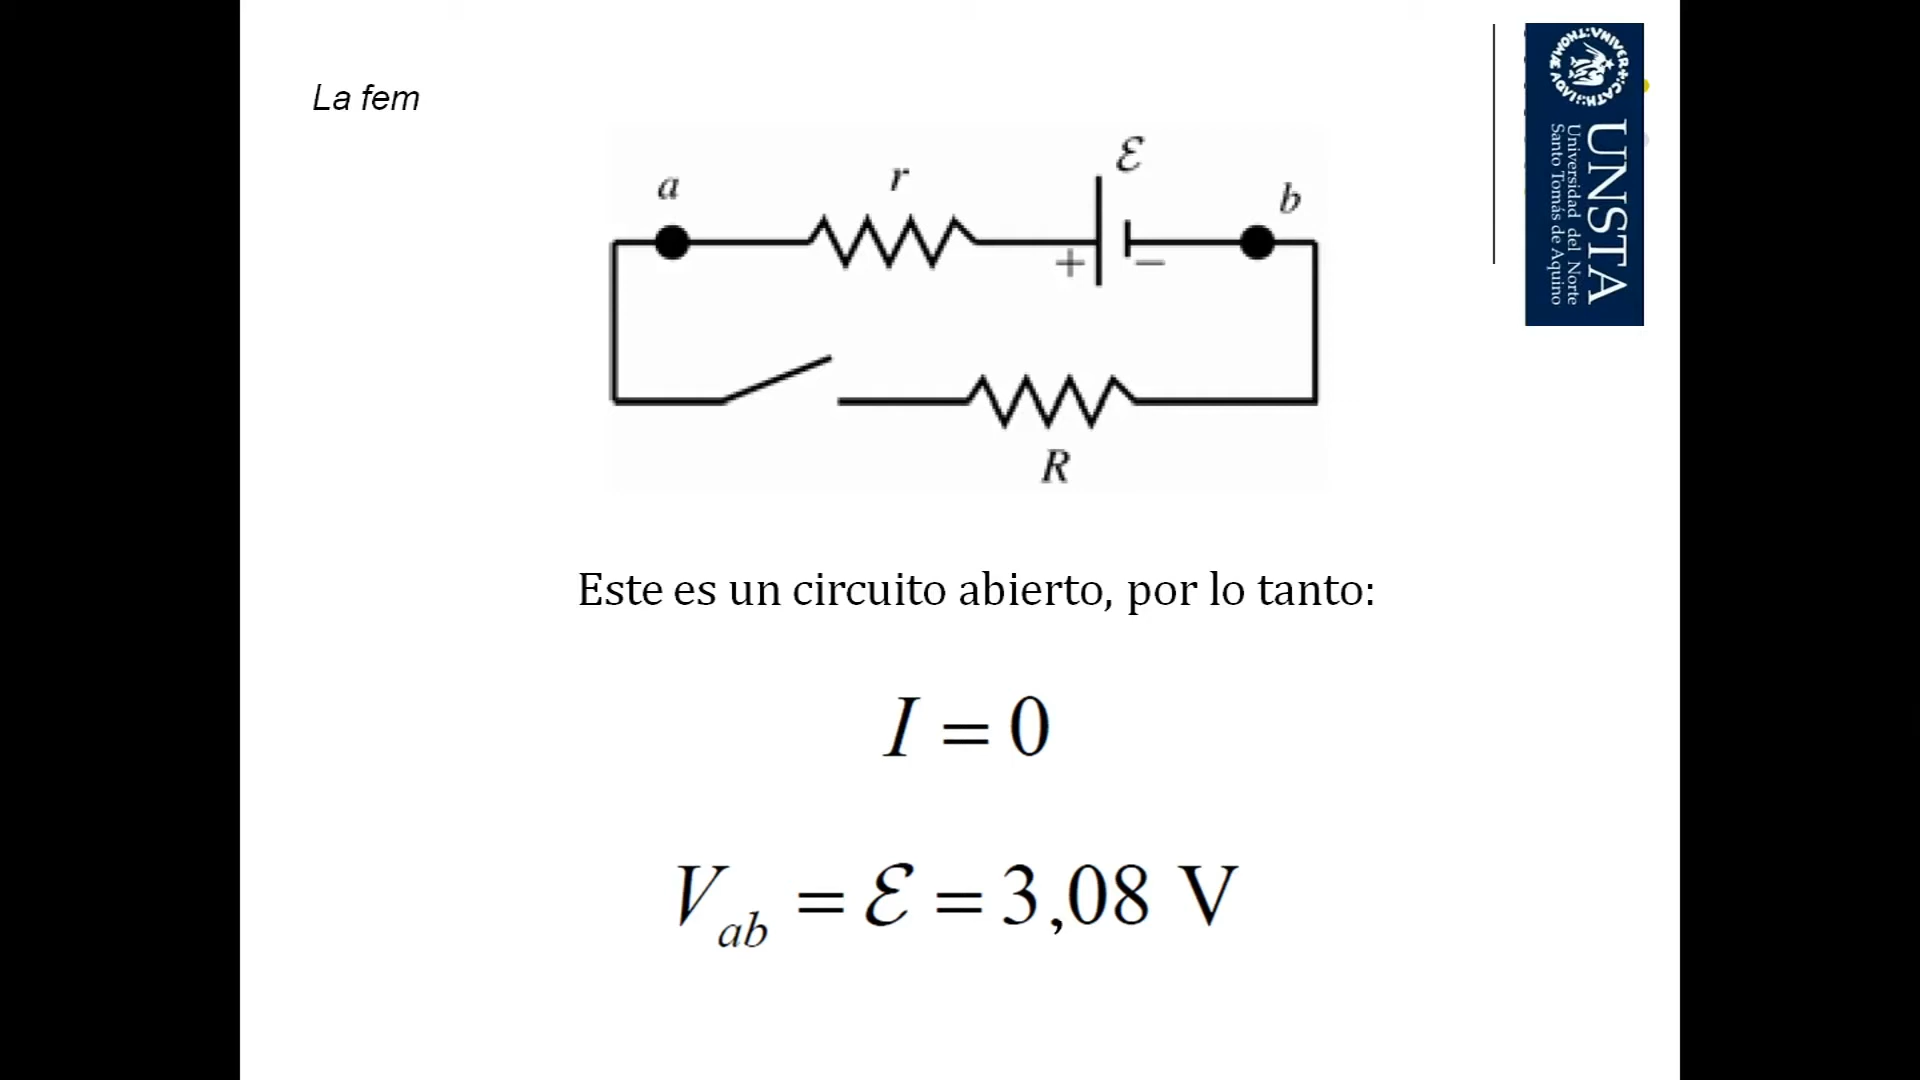 La fem
a
r
ℰ
b
+
−
R
Este es un circuito abierto, por lo tanto:
I = 0
V_ab = ℰ = 3,08 V
UNSTA
Universidad del Norte
Santo Tomás de Aquino